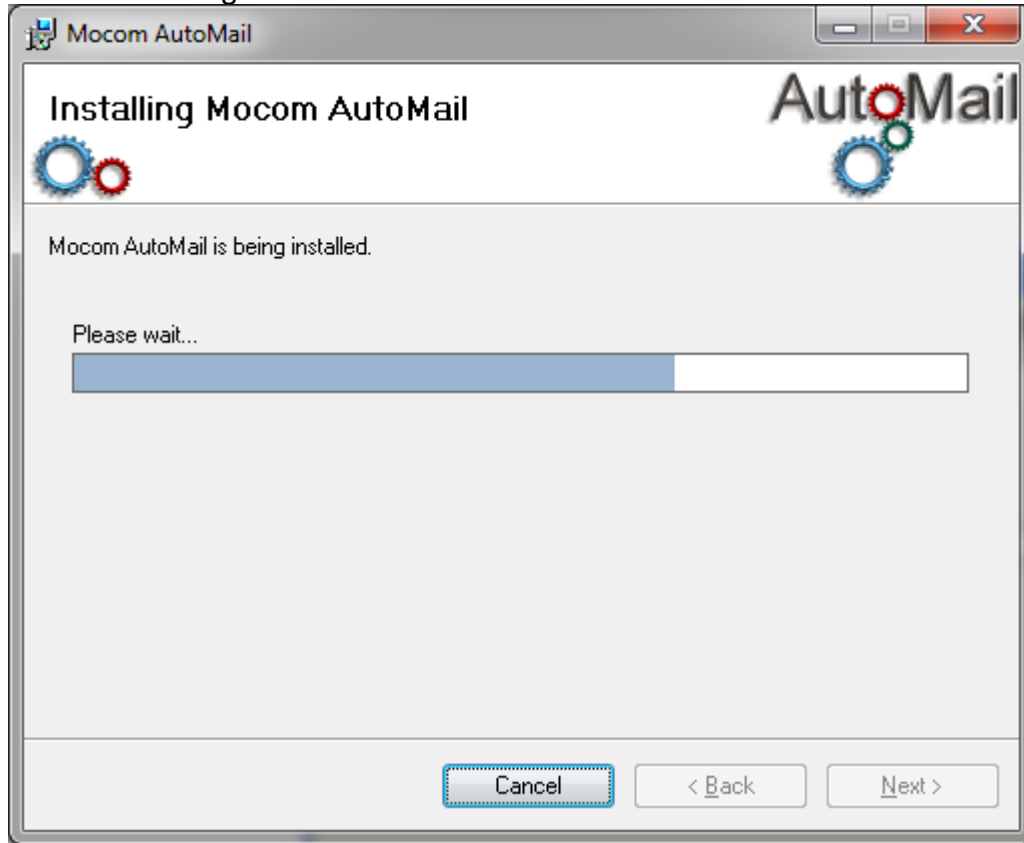 Mocom AutoMail
Installing Mocom AutoMail
AutoMail
Mocom AutoMail is being installed.
Please wait...
Cancel
< Back
Next >